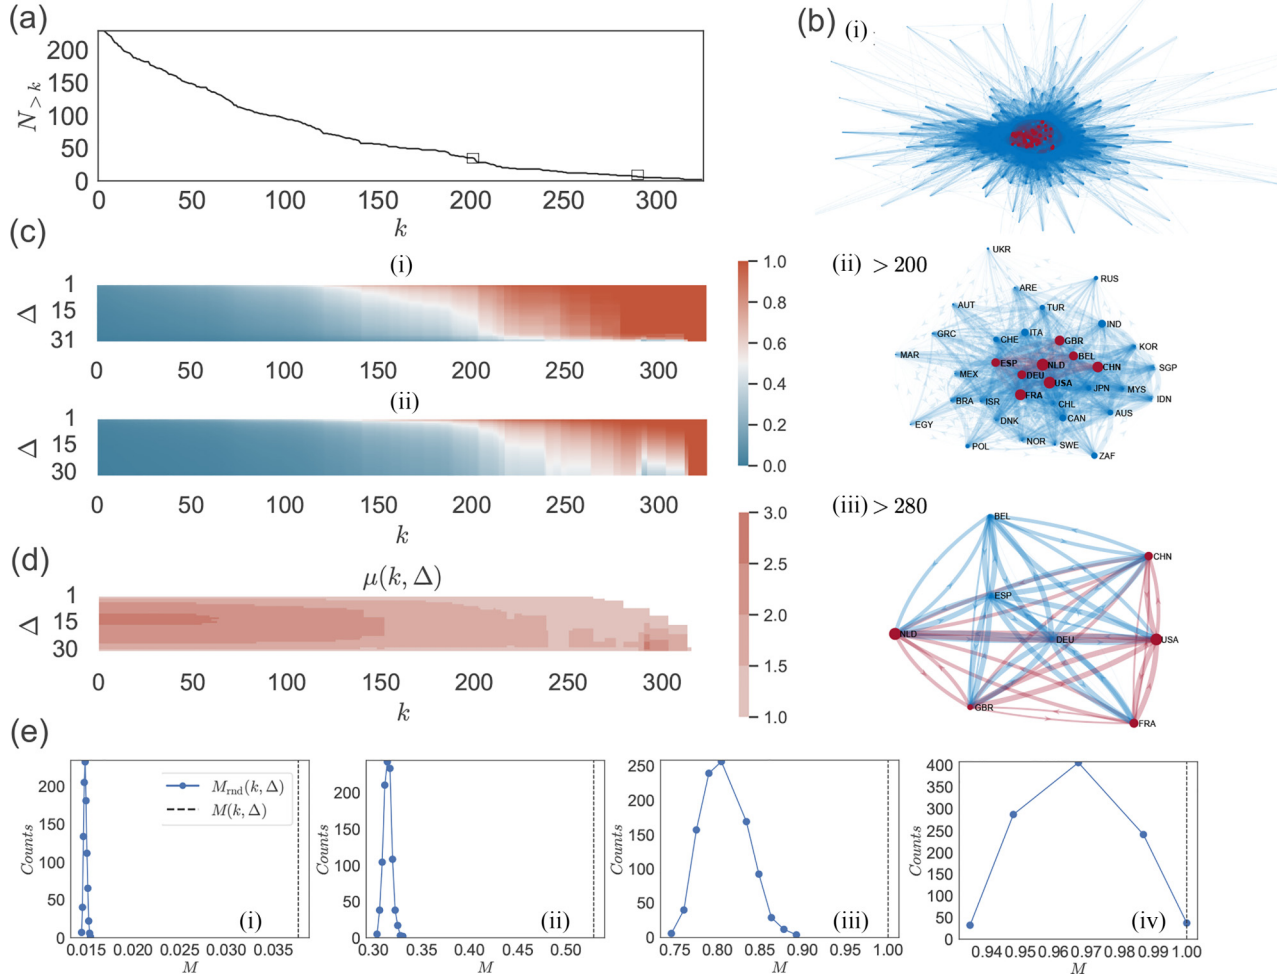 (a)
200
150
100
50
0
N>k
0 50 100 150 200 250 300
k
(b)
(i)
(c)
(i)
1
15
31
Δ
0 50 100 150 200 250 300
(ii)
1
15
30
Δ
0 50 100 150 200 250 300
k
1.0
0.8
0.6
0.4
0.2
0.0
(ii) > 200
UKR
RUS
ARE
AUT
TUR
IND
GRC
CHE
ITA
GBR
KOR
MAR
ESP
NLD
BEL
CHN
SGP
MEX
DEU
USA
JPN
MYS
BRA
ISR
FRA
CHL
IDN
EGY
DNK
CAN
AUS
POL
NOR
SWE
ZAF
(d)
μ(k, Δ)
1
15
30
Δ
0 50 100 150 200 250 300
k
3.0
2.5
2.0
1.5
1.0
(iii) > 280
BEL
CHN
ESP
NLD
DEU
USA
GBR
FRA
(e)
200
150
100
50
0
Counts
Mrnd(k, Δ)
M(k, Δ)
(i)
0.015 0.020 0.025 0.030 0.035
M
200
150
100
50
0
Counts
(ii)
0.30 0.35 0.40 0.45 0.50
M
250
200
150
100
50
0
Counts
(iii)
0.75 0.80 0.85 0.90 0.95 1.00
M
400
350
300
250
200
150
100
50
0
Counts
(iv)
0.94 0.95 0.96 0.97 0.98 0.99 1.00
M